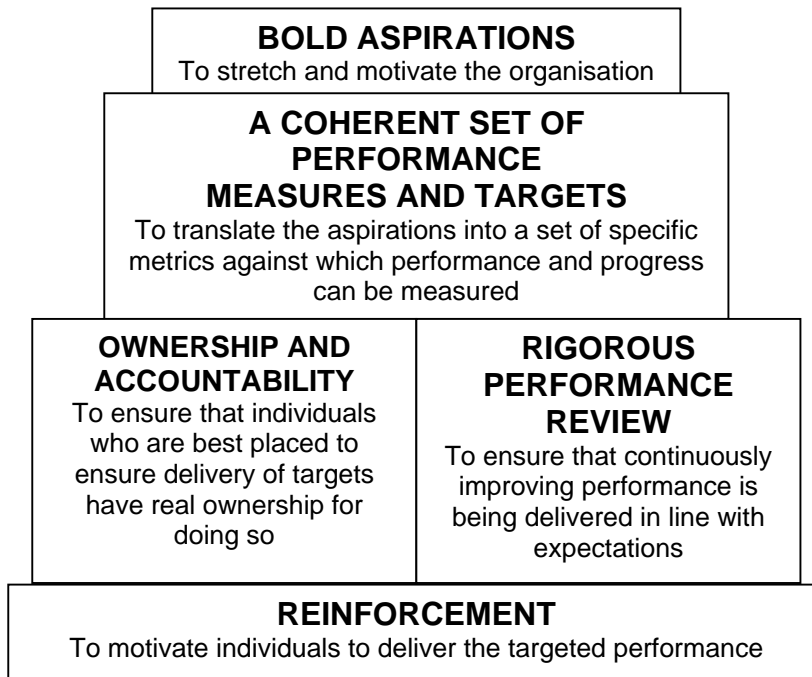 BOLD ASPIRATIONS
To stretch and motivate the organisation
A COHERENT SET OF
PERFORMANCE
MEASURES AND TARGETS
To translate the aspirations into a set of specific
metrics against which performance and progress
can be measured
OWNERSHIP AND
ACCOUNTABILITY
To ensure that individuals
who are best placed to
ensure delivery of targets
have real ownership for
doing so
RIGOROUS
PERFORMANCE
REVIEW
To ensure that continuously
improving performance is
being delivered in line with
expectations
REINFORCEMENT
To motivate individuals to deliver the targeted performance